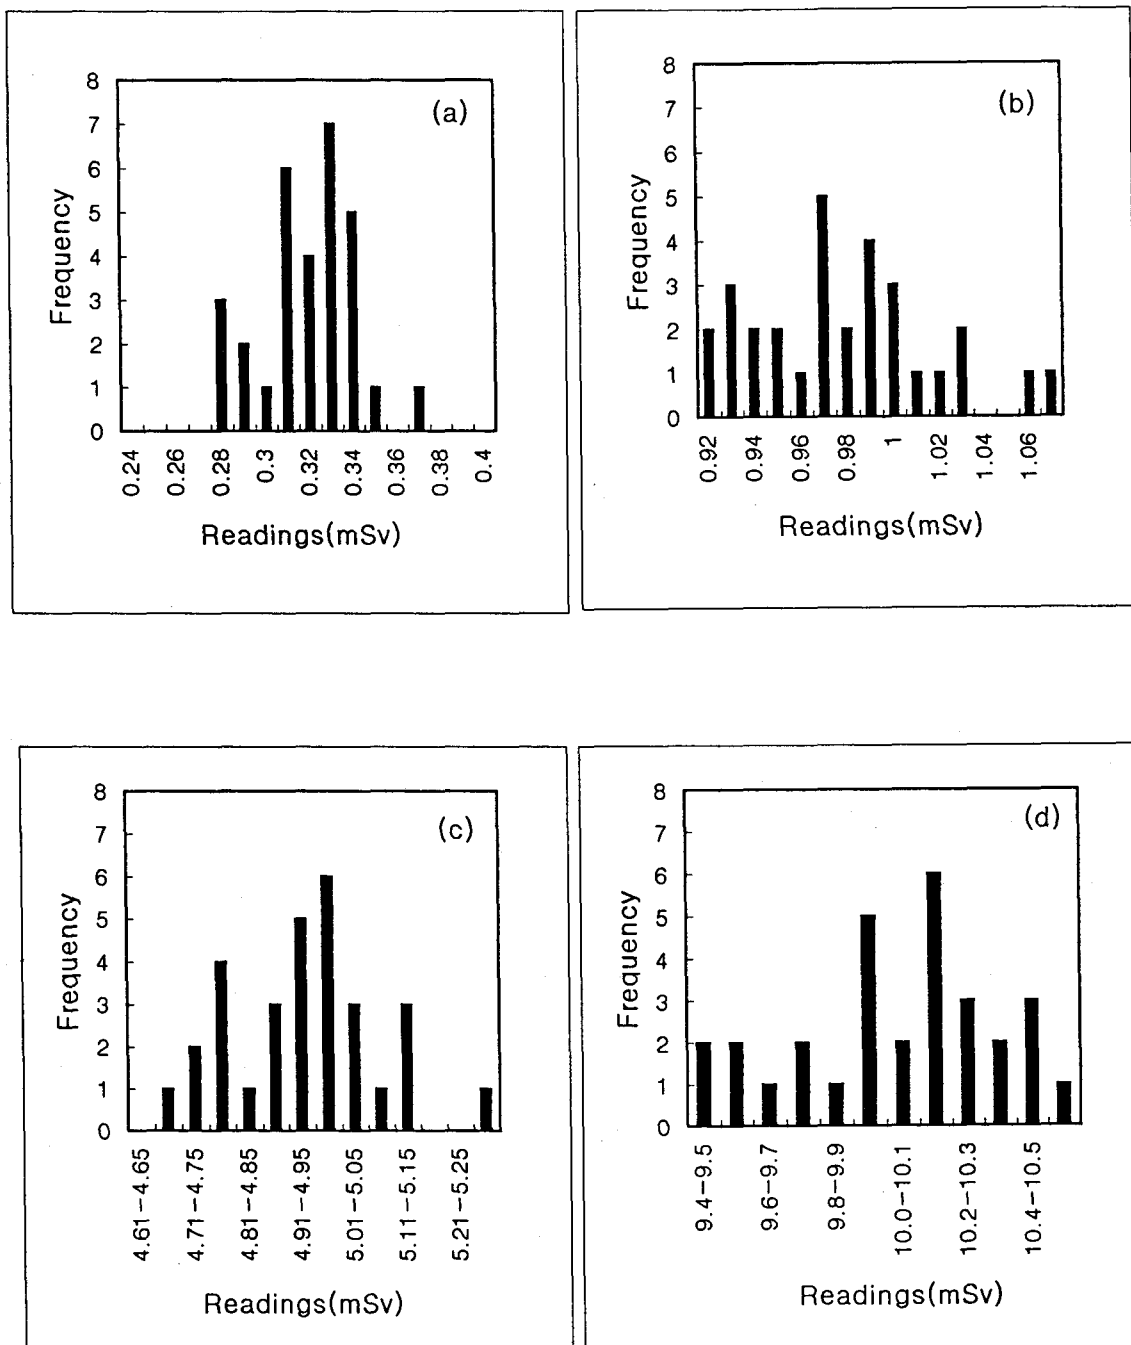 (a)
8
7
6
5
4
3
2
1
0
Frequency
0.24 0.26 0.28 0.3 0.32 0.34 0.36 0.38 0.4
Readings(mSv)
(b)
8
7
6
5
4
3
2
1
0
Frequency
0.92 0.94 0.96 0.98 1 1.02 1.04 1.06
Readings(mSv)
(c)
8
7
6
5
4
3
2
1
0
Frequency
4.61-4.65 4.71-4.75 4.81-4.85 4.91-4.95 5.01-5.05 5.11-5.15 5.21-5.25
Readings(mSv)
(d)
8
7
6
5
4
3
2
1
0
Frequency
9.4-9.5 9.6-9.7 9.8-9.9 10.0-10.1 10.2-10.3 10.4-10.5
Readings(mSv)